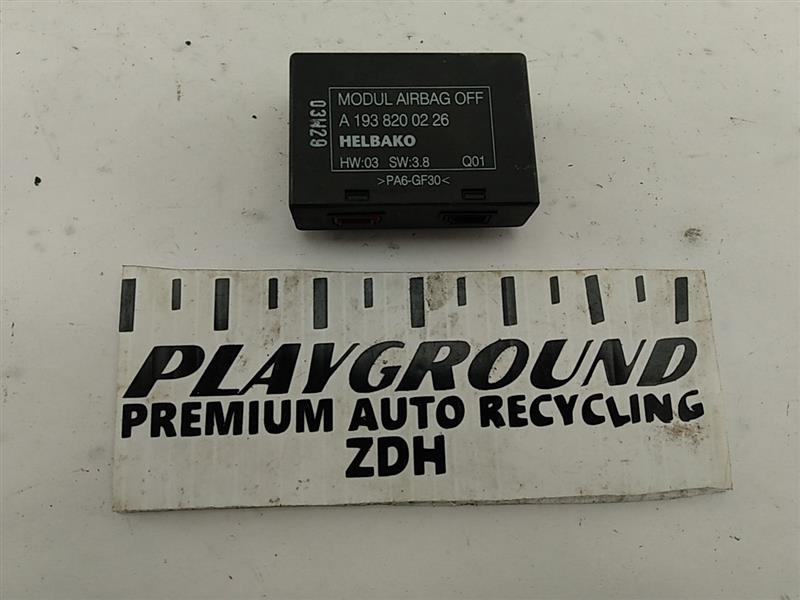 03W29
MODUL AIRBAG OFF
A 193 820 02 26
HELBAKO
HW:03 SW:3.8 Q01
>PA6-GF30<
PLAYGROUND
PREMIUM AUTO RECYCLING
ZDH